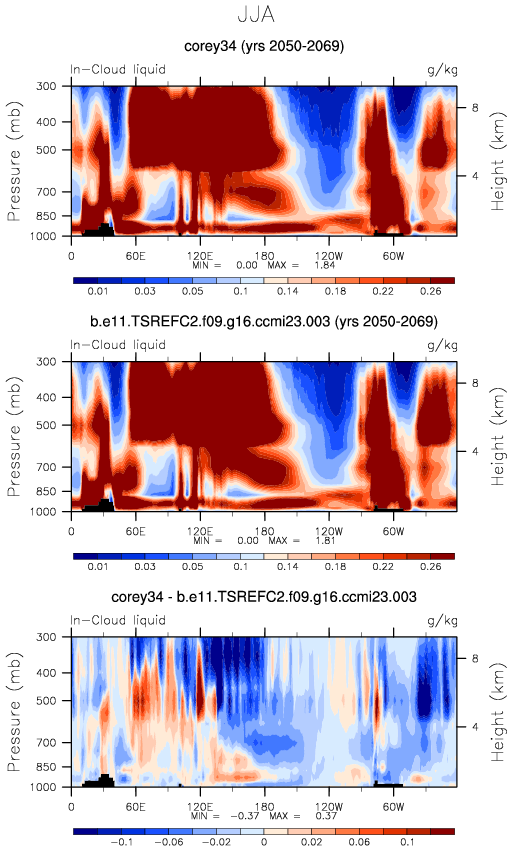 JJA
corey34 (yrs 2050-2069)
In-Cloud liquid g/kg
Pressure (mb)
300
400
500
700
850
1000
Height (km)
8
4
0 60E 120E 180 120W 60W
MIN = 0.00 MAX = 1.84
0.01 0.03 0.05 0.1 0.14 0.18 0.22 0.26
b.e11.TSREFC2.f09.g16.ccmi23.003 (yrs 2050-2069)
In-Cloud liquid g/kg
Pressure (mb)
300
400
500
700
850
1000
Height (km)
8
4
0 60E 120E 180 120W 60W
MIN = 0.00 MAX = 1.81
0.01 0.03 0.05 0.1 0.14 0.18 0.22 0.26
corey34 - b.e11.TSREFC2.f09.g16.ccmi23.003
In-Cloud liquid g/kg
Pressure (mb)
300
400
500
700
850
1000
Height (km)
8
4
0 60E 120E 180 120W 60W
MIN = -0.37 MAX = 0.37
-0.1 -0.06 -0.02 0 0.02 0.06 0.1